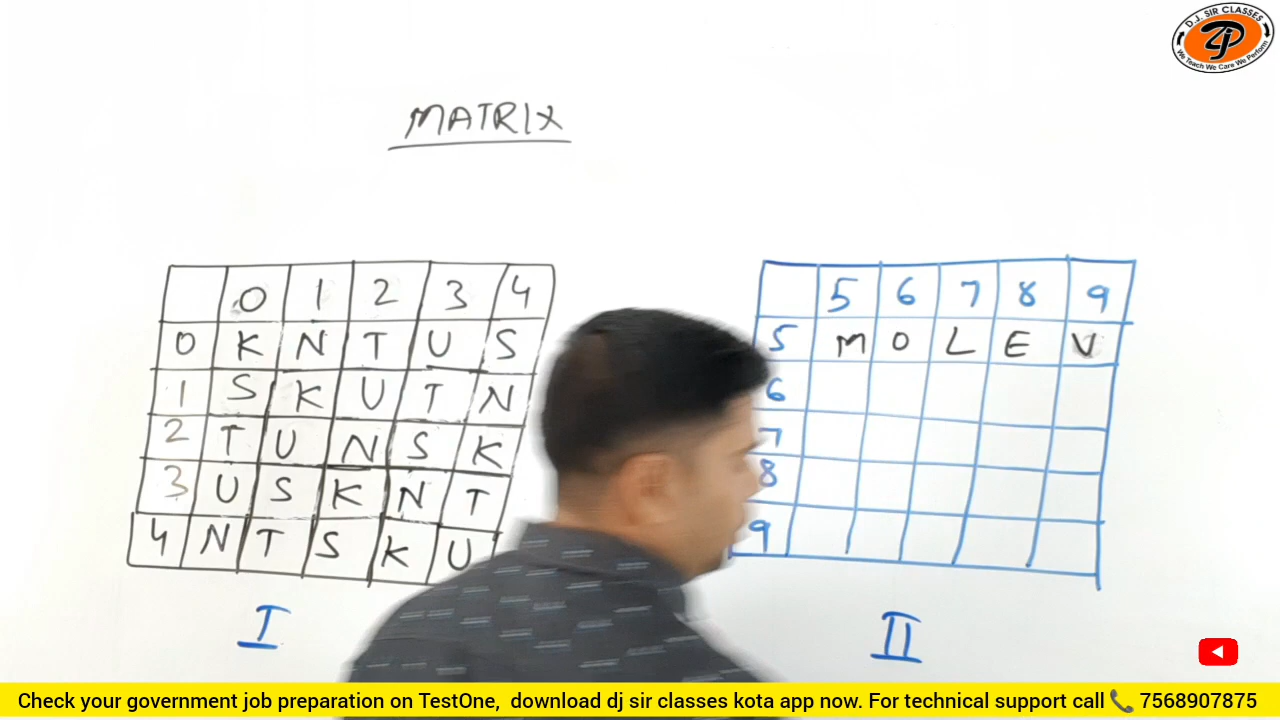 D.J. SIR CLASSES
We Teach We Care We Perform
MATRIX
0 1 2 3 4
0 K N T U S
1 S K U T N
2 T U N S K
3 U S K N T
4 N T S K U
I
5 6 7 8 9
5 M O L E V
6
7
8
9
II
Check your government job preparation on TestOne, download dj sir classes kota app now. For technical support call 7568907875